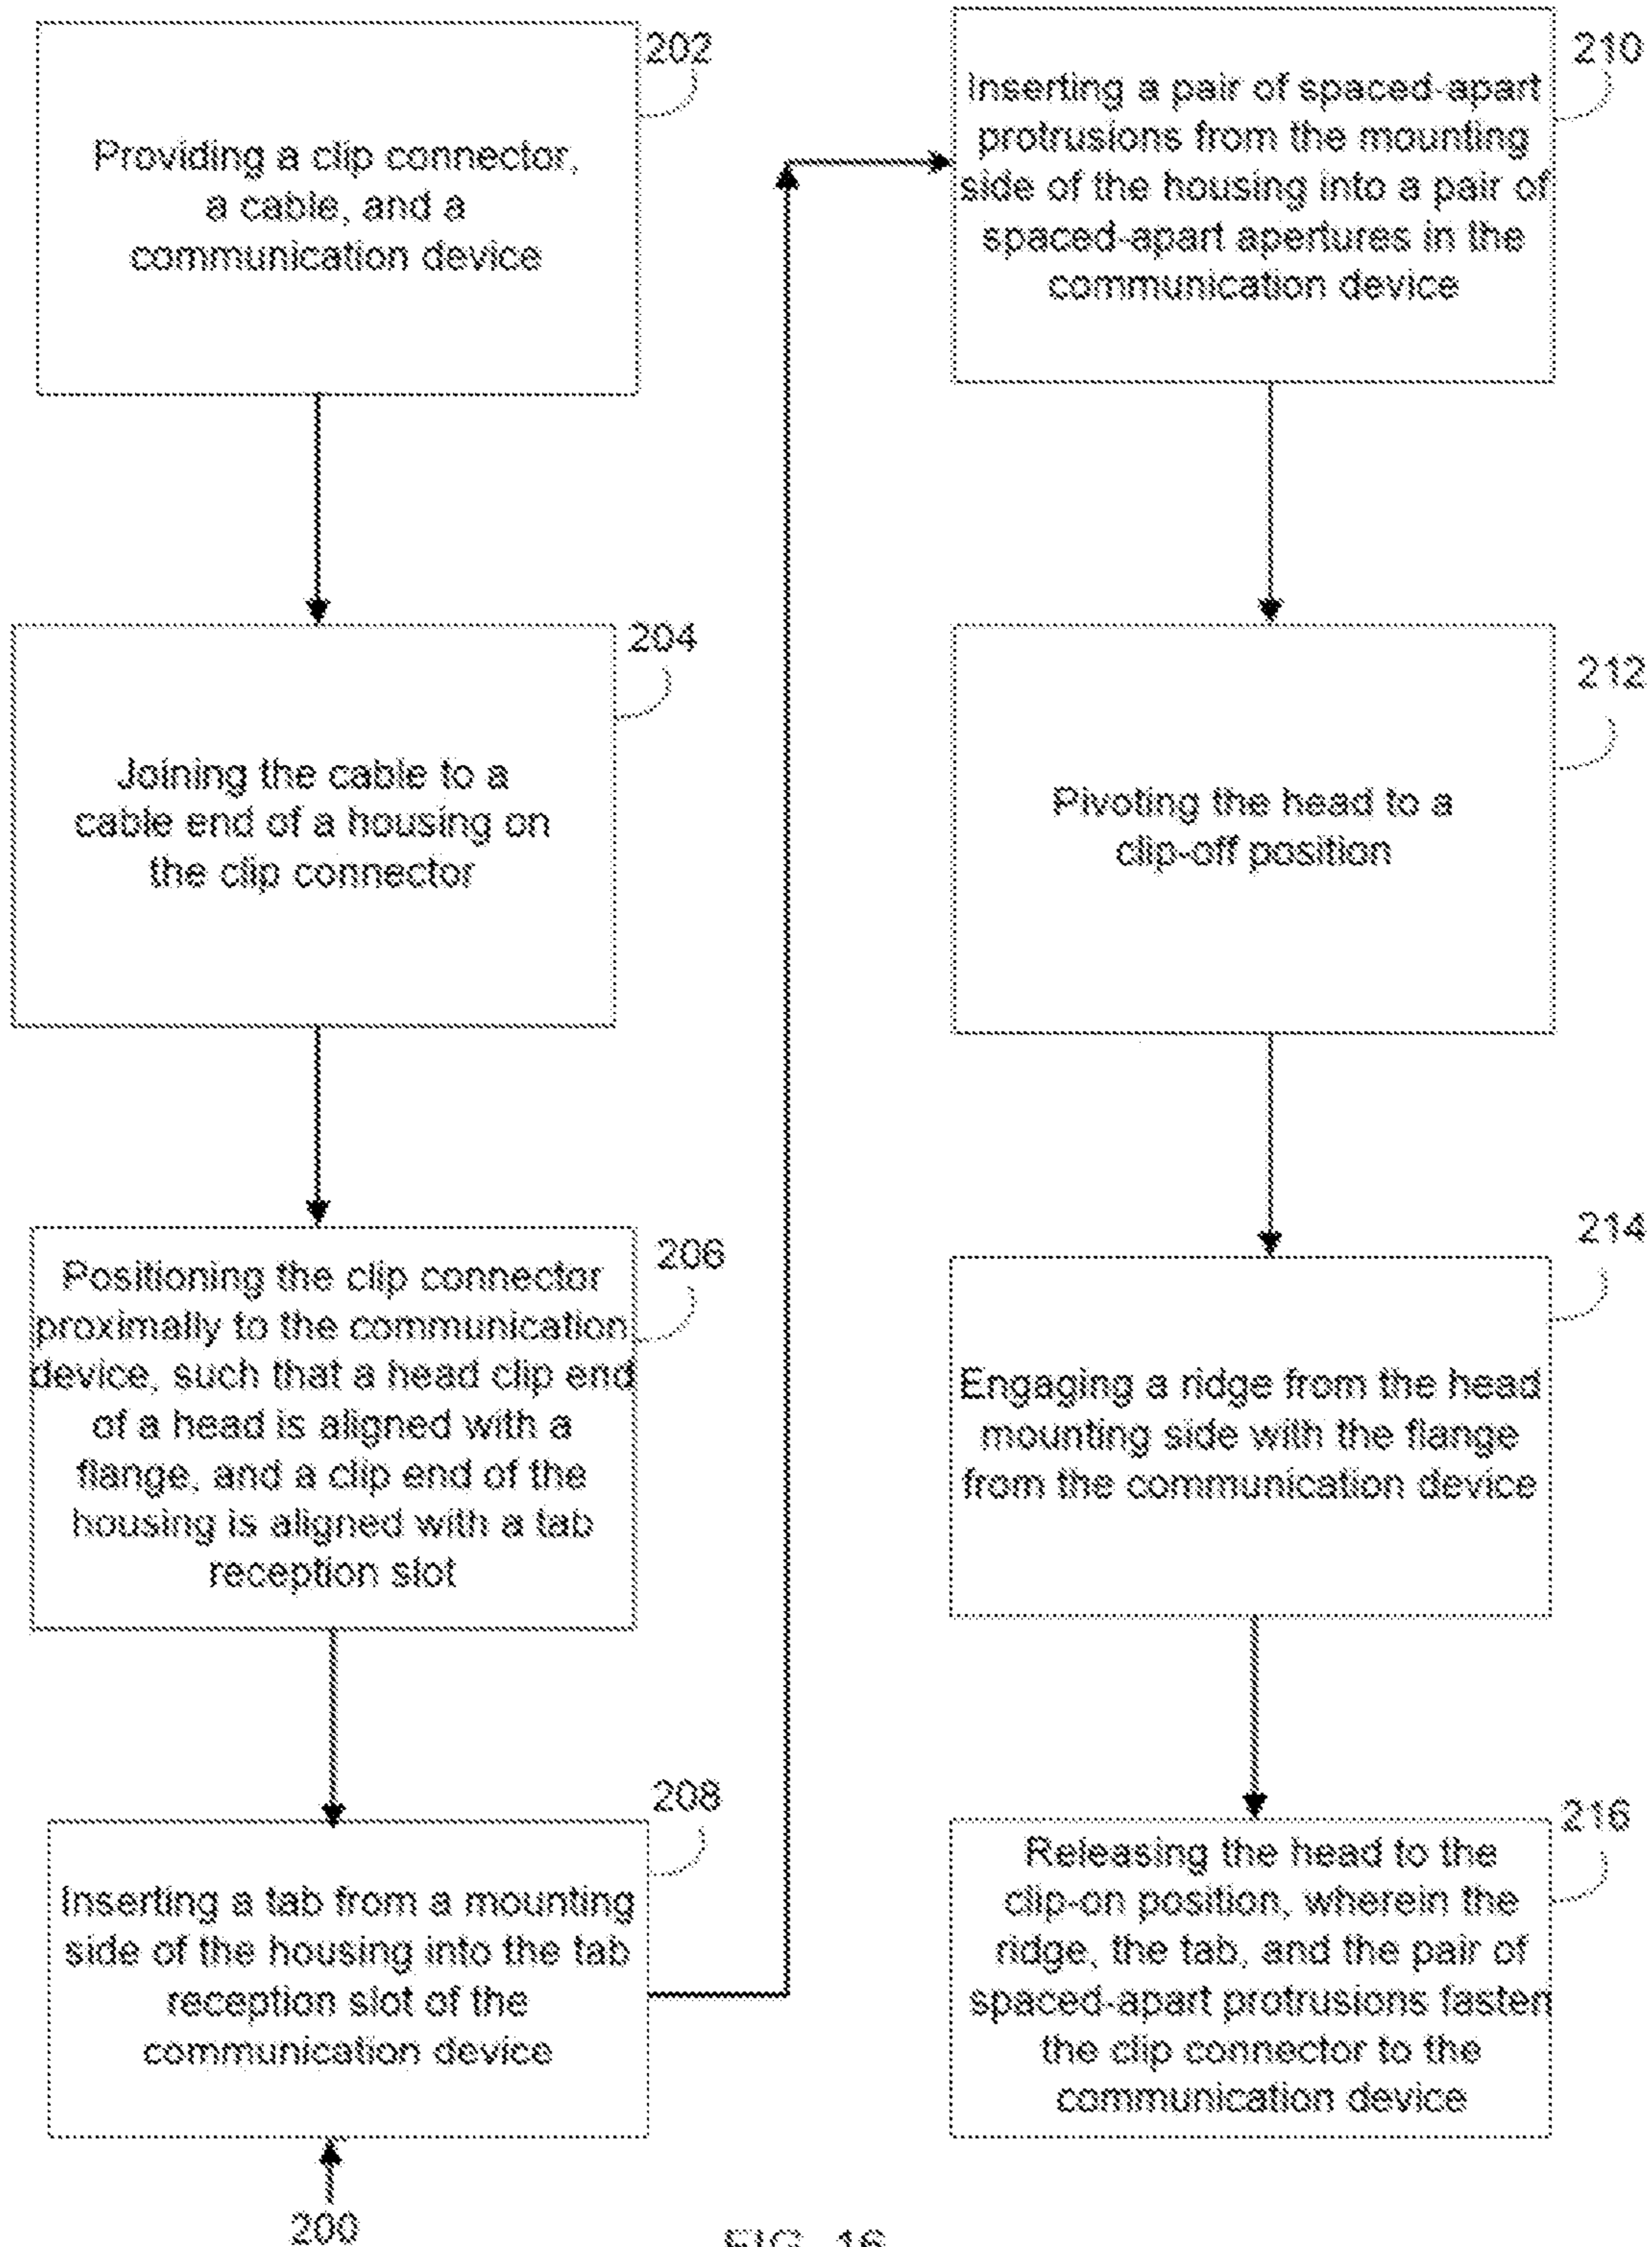 202
Providing a clip connector,
a cable, and a
communication device
204
Joining the cable to a
cable end of a housing on
the clip connector
206
Positioning the clip connector
proximally to the communication
device, such that a head clip end
of a head is aligned with a
flange, and a clip end of the
housing is aligned with a tab
reception slot
208
Inserting a tab from a mounting
side of the housing into the tab
reception slot of the
communication device
200
210
Inserting a pair of spaced-apart
protrusions from the mounting
side of the housing into a pair of
spaced-apart apertures in the
communication device
212
Pivoting the head to a
clip-off position
214
Engaging a ridge from the head
mounting side with the flange
from the communication device
216
Releasing the head to the
clip-on position, wherein the
ridge, the tab, and the pair of
spaced-apart protrusions fasten
the clip connector to the
communication device
FIG. 16